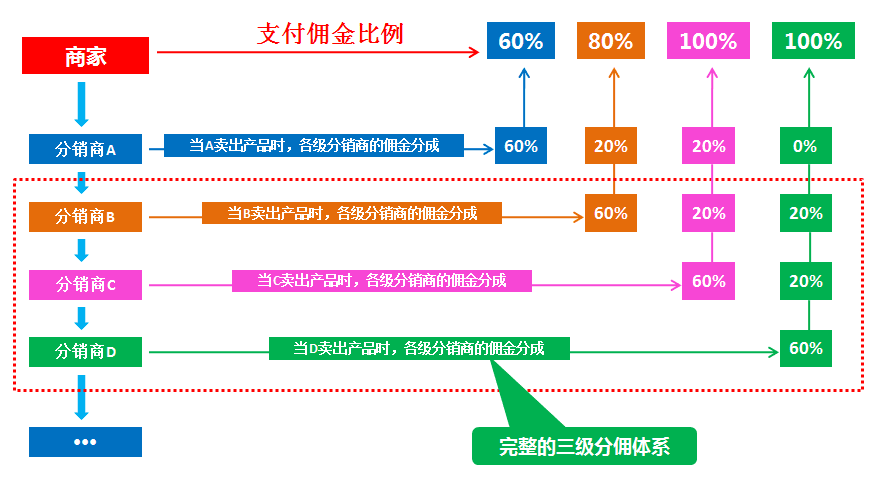 商家
支付佣金比例
60%
80%
100%
100%
分销商A
当A卖出产品时，各级分销商的佣金分成
60%
20%
20%
0%
分销商B
当B卖出产品时，各级分销商的佣金分成
60%
20%
20%
分销商C
当C卖出产品时，各级分销商的佣金分成
60%
20%
分销商D
当D卖出产品时，各级分销商的佣金分成
60%
•••
完整的三级分佣体系